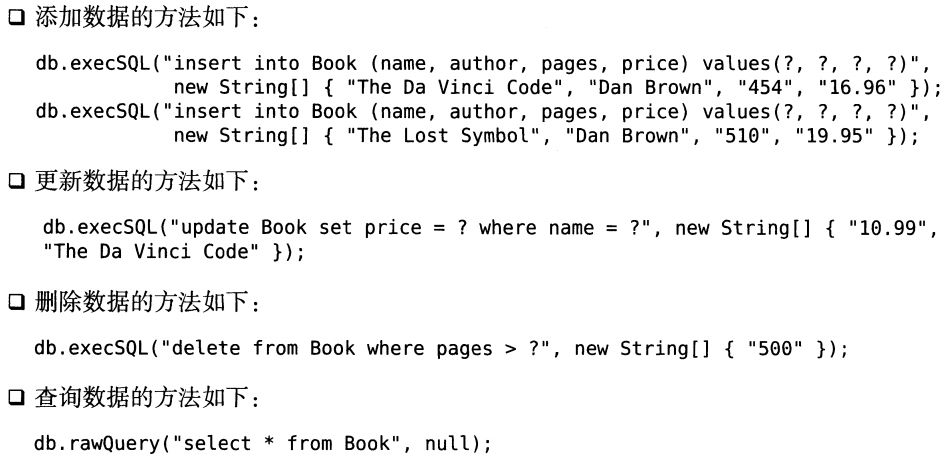 ❑ 添加数据的方法如下：
db.execSQL("insert into Book (name, author, pages, price) values(?, ?, ?, ?)",
new String[] { "The Da Vinci Code", "Dan Brown", "454", "16.96" });
db.execSQL("insert into Book (name, author, pages, price) values(?, ?, ?, ?)",
new String[] { "The Lost Symbol", "Dan Brown", "510", "19.95" });
❑ 更新数据的方法如下：
db.execSQL("update Book set price = ? where name = ?", new String[] { "10.99",
"The Da Vinci Code" });
❑ 删除数据的方法如下：
db.execSQL("delete from Book where pages > ?", new String[] { "500" });
❑ 查询数据的方法如下：
db.rawQuery("select * from Book", null);